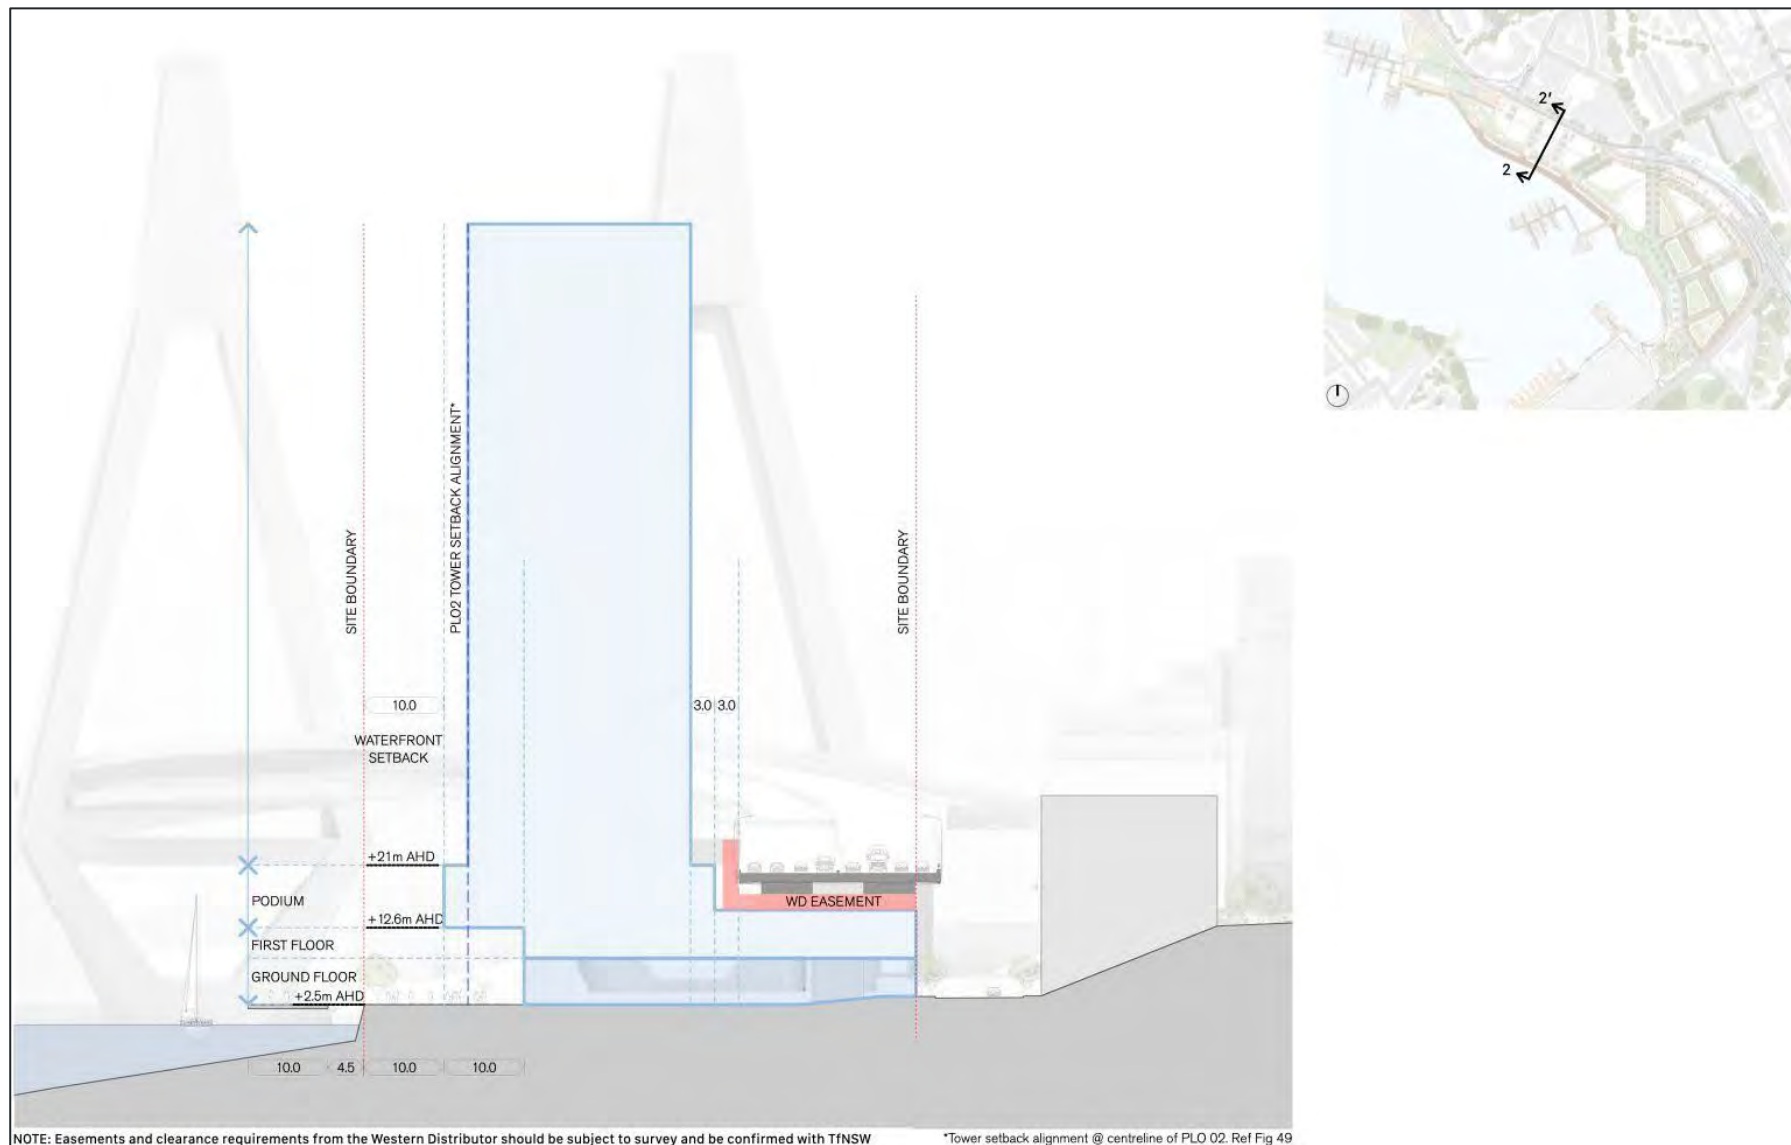 2'
2
SITE BOUNDARY
PLO2 TOWER SETBACK ALIGNMENT*
SITE BOUNDARY
10.0
3.0
3.0
WATERFRONT
SETBACK
+21m AHD
PODIUM
WD EASEMENT
+12.6m AHD
FIRST FLOOR
GROUND FLOOR
+2.5m AHD
10.0
4.5
10.0
10.0
NOTE: Easements and clearance requirements from the Western Distributor should be subject to survey and be confirmed with TfNSW
*Tower setback alignment @ centreline of PLO 02. Ref Fig 49